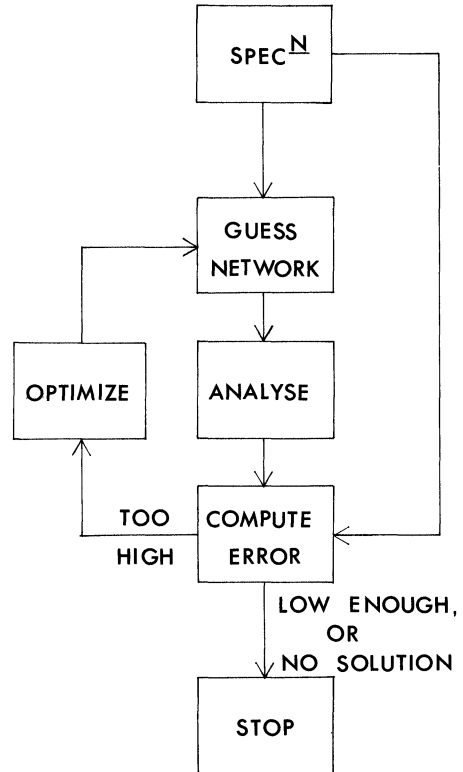 SPECN
GUESS
NETWORK
OPTIMIZE
ANALYSE
TOO
HIGH
COMPUTE
ERROR
LOW ENOUGH,
OR
NO SOLUTION
STOP